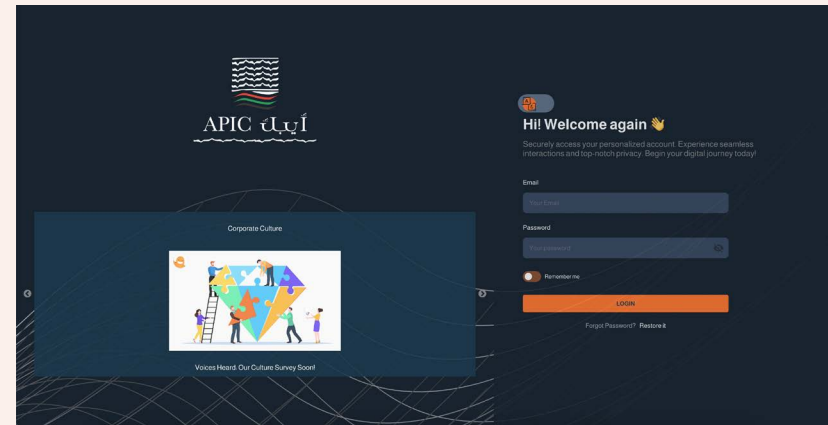 APIC أيبك
Corporate Culture
Voices Heard: Our Culture Survey Soon!
Hi! Welcome again 👋
Securely access your personalized account. Experience seamless
interactions and top-notch privacy. Begin your digital journey today!
Email
Your Email
Password
Your password
Remember me
LOGIN
Forgot Password? Restore it